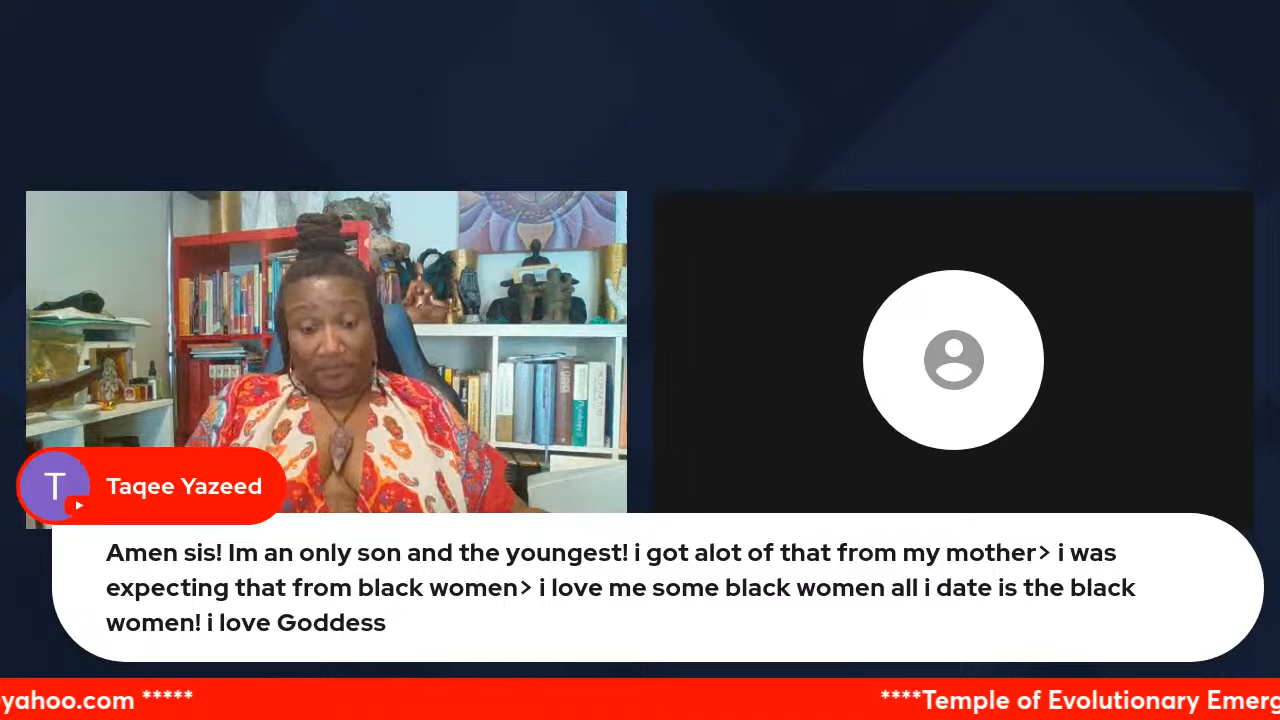 T
Taqee Yazeed
Amen sis! Im an only son and the youngest! i got alot of that from my mother> i was
expecting that from black women> i love me some black women all i date is the black
women! i love Goddess
yahoo.com ***** ****Temple of Evolutionary Emerg